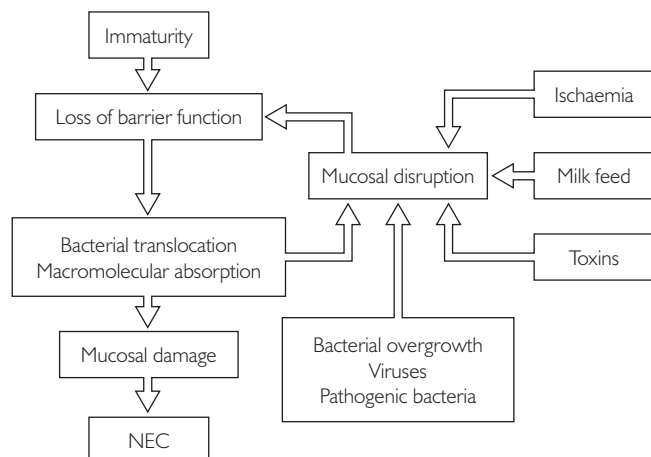 Immaturity
Loss of barrier function
Ischaemia
Mucosal disruption
Milk feed
Bacterial translocation
Macromolecular absorption
Toxins
Mucosal damage
Bacterial overgrowth
Viruses
Pathogenic bacteria
NEC